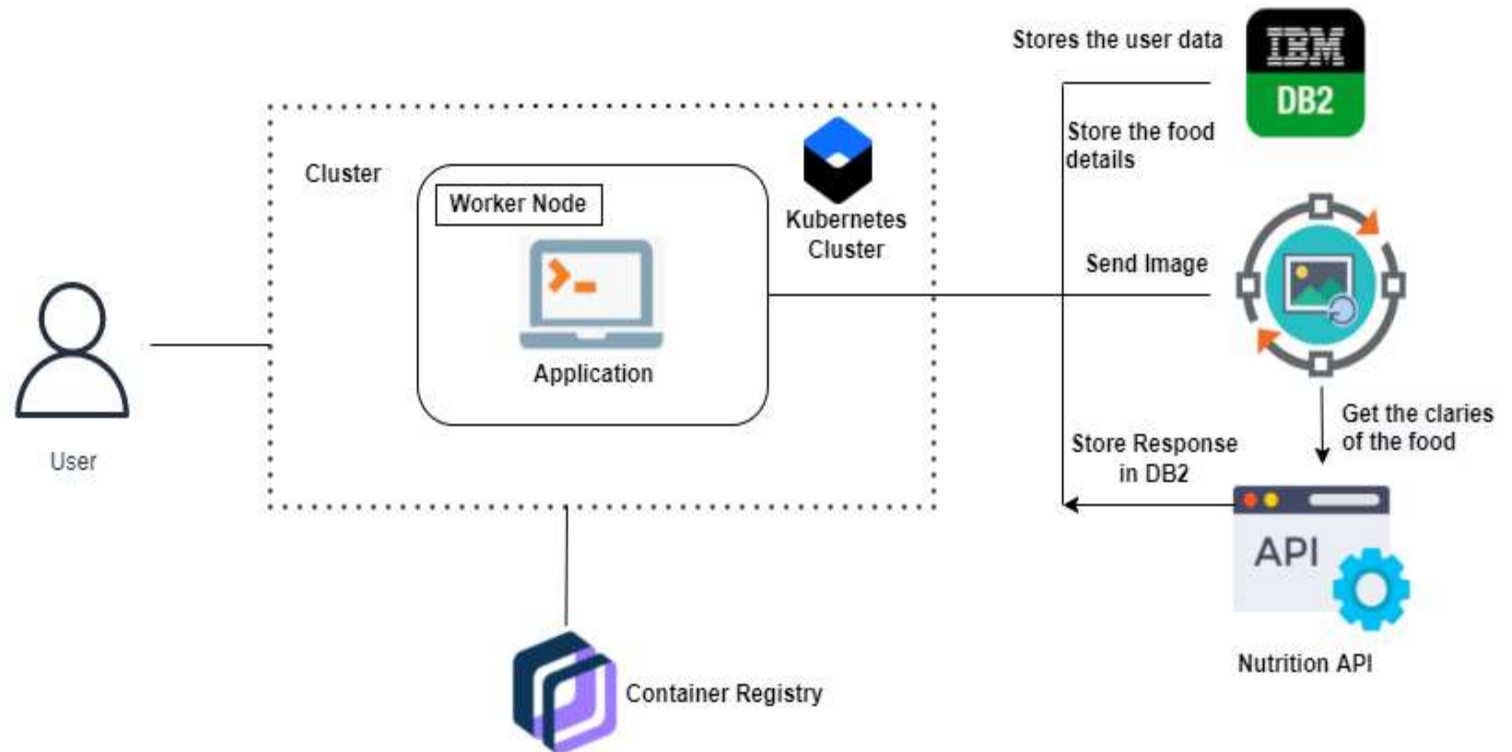 Stores the user data
IBM
DB2
Store the food
details
Cluster
Worker Node
Kubernetes
Cluster
Application
Send Image
User
Get the claries
of the food
Store Response
in DB2
API
Nutrition API
Container Registry